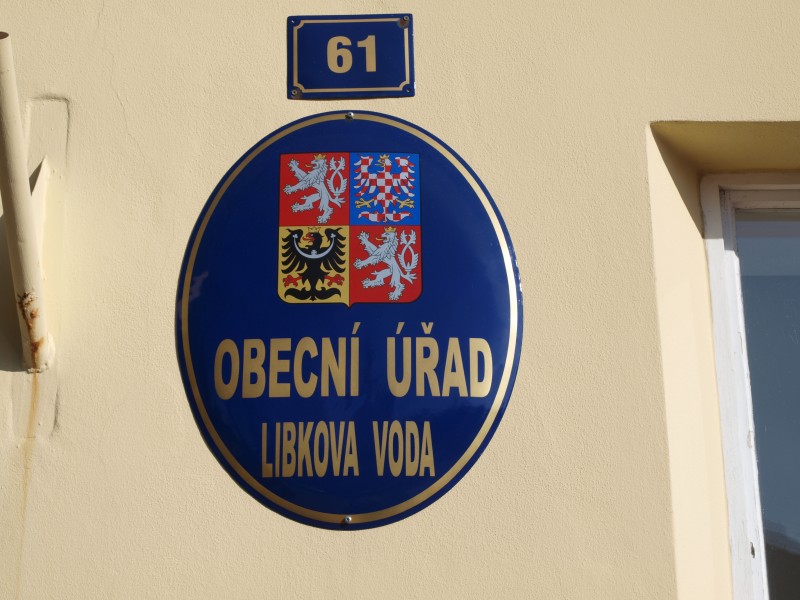 61
OBECNÍ ÚŘAD
LIBKOVA VODA